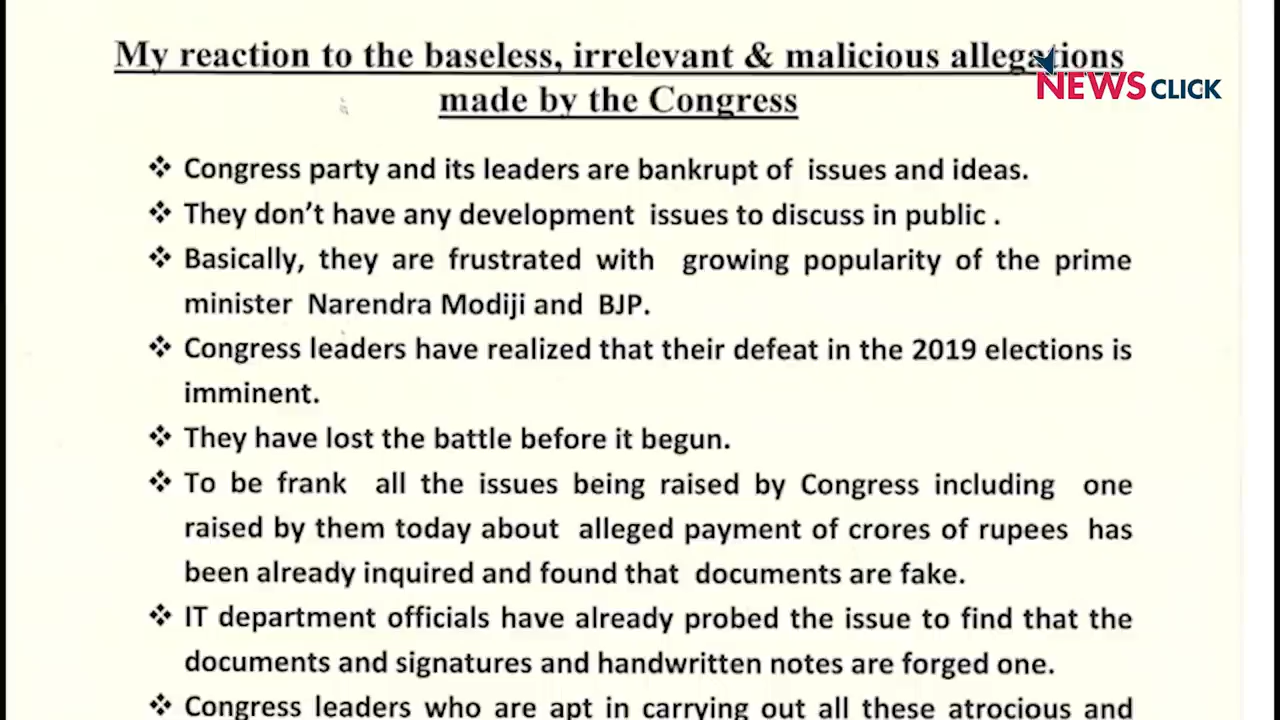 My reaction to the baseless, irrelevant & malicious allegations
made by the Congress
NEWS CLICK
❖ Congress party and its leaders are bankrupt of issues and ideas.
❖ They don't have any development issues to discuss in public .
❖ Basically, they are frustrated with growing popularity of the prime
minister Narendra Modiji and BJP.
❖ Congress leaders have realized that their defeat in the 2019 elections is
imminent.
❖ They have lost the battle before it begun.
❖ To be frank all the issues being raised by Congress including one
raised by them today about alleged payment of crores of rupees has
been already inquired and found that documents are fake.
❖ IT department officials have already probed the issue to find that the
documents and signatures and handwritten notes are forged one.
❖ Congress leaders who are apt in carrying out all these atrocious and